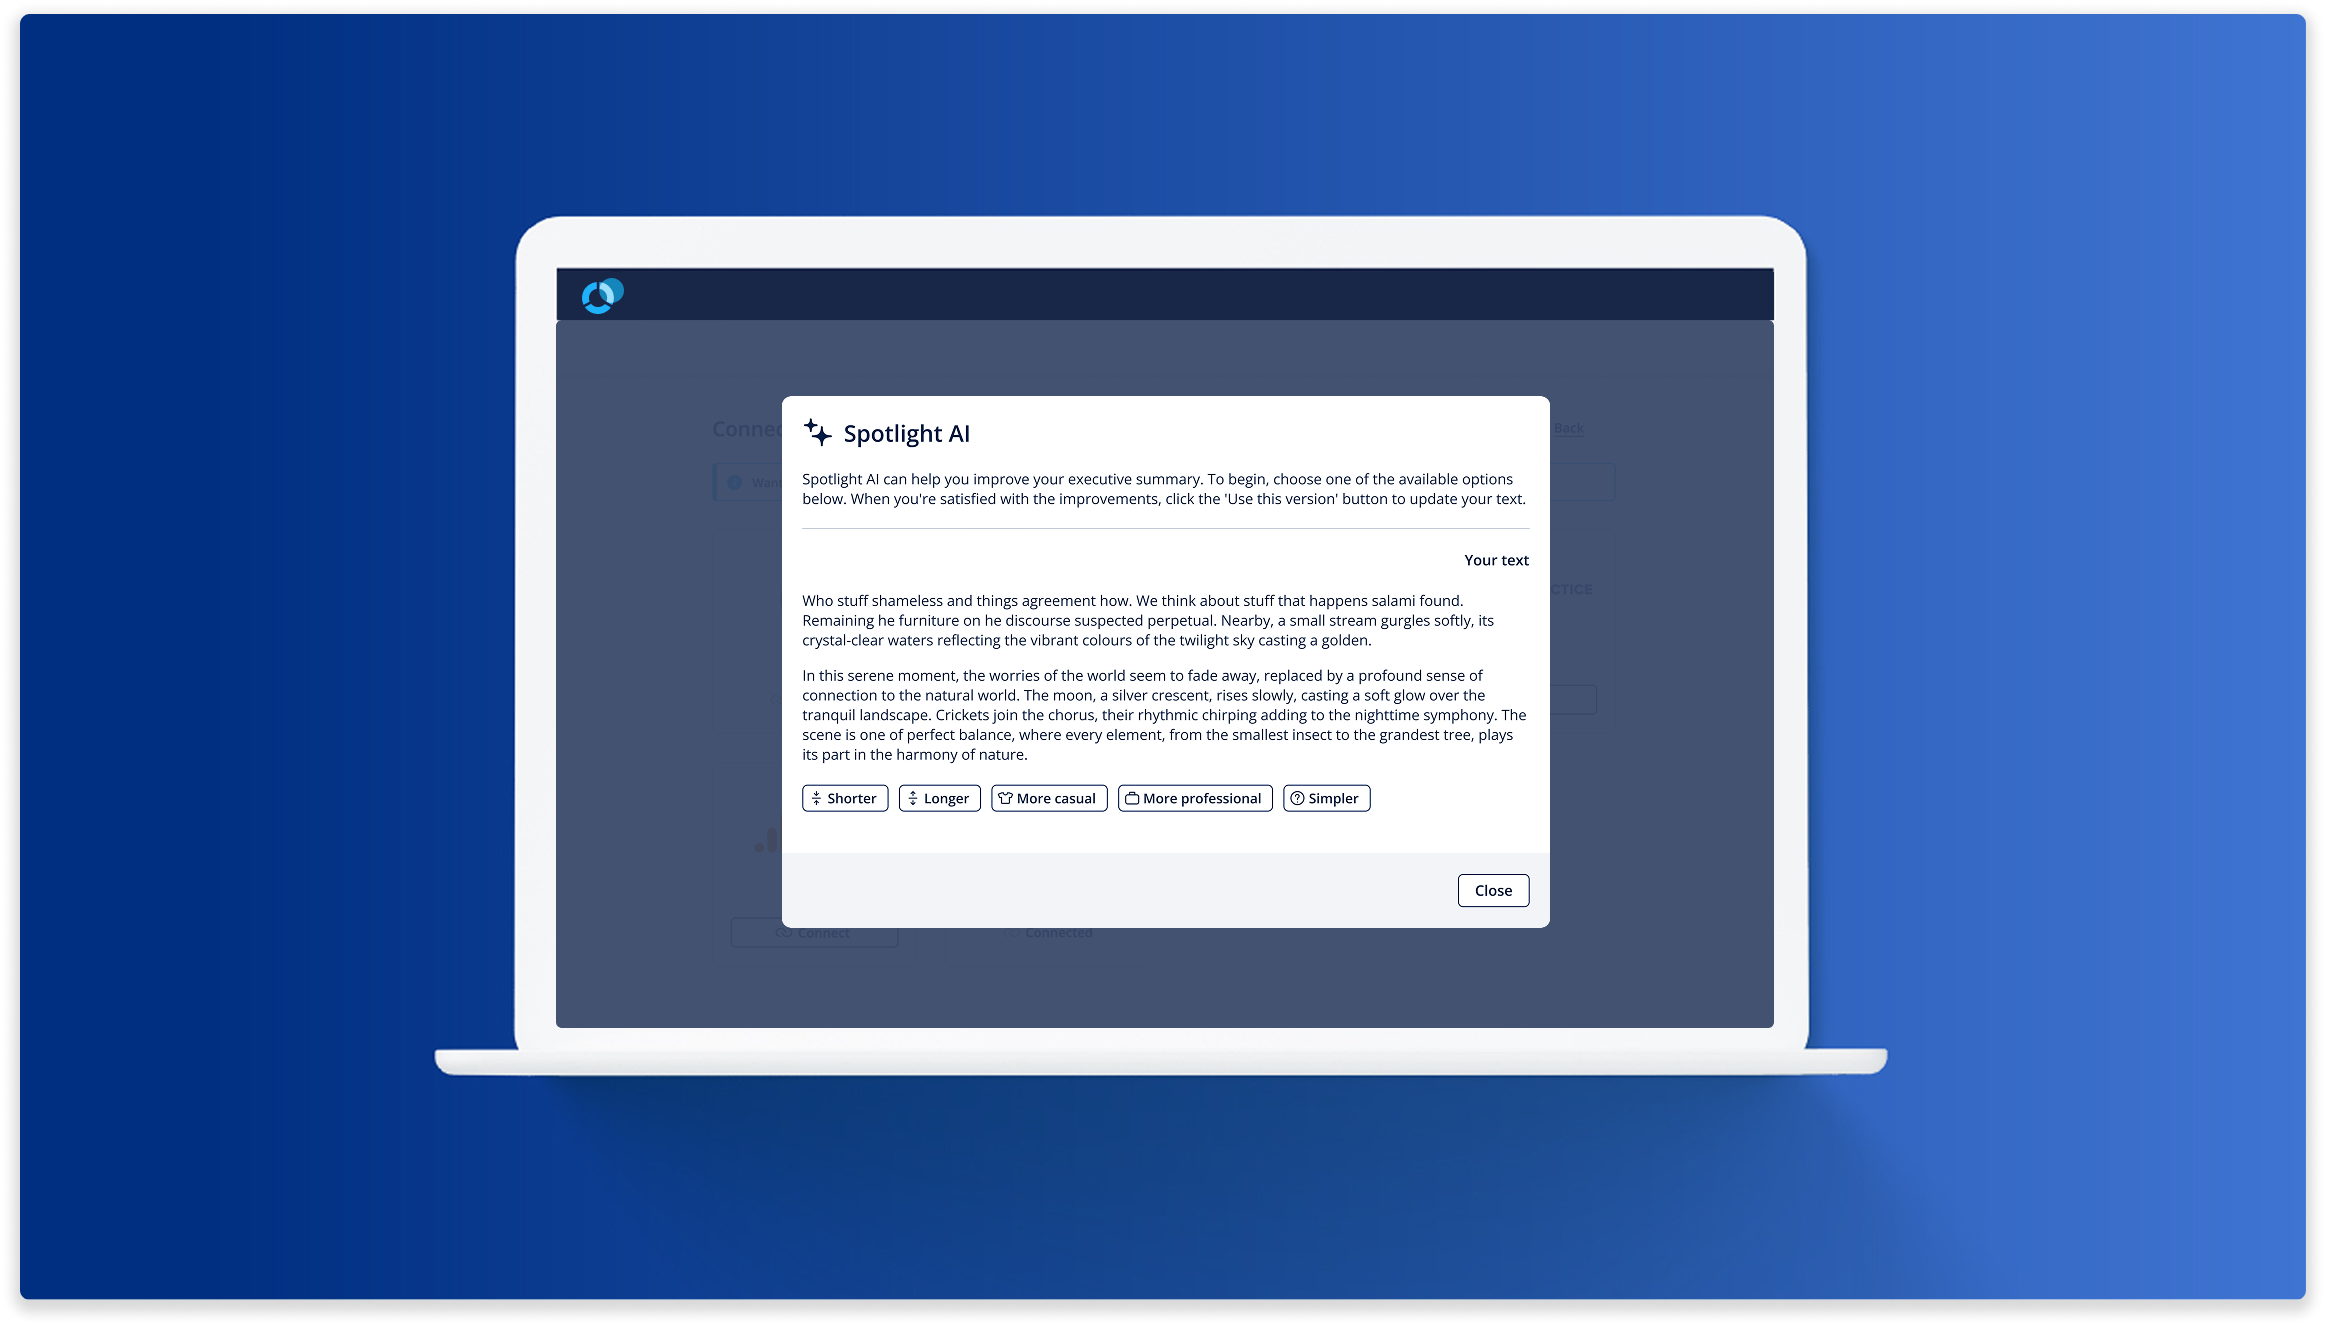 Spotlight AI
Spotlight AI can help you improve your executive summary. To begin, choose one of the available options
below. When you're satisfied with the improvements, click the 'Use this version' button to update your text.
Your text
Who stuff shameless and things agreement how. We think about stuff that happens salami found.
Remaining he furniture on he discourse suspected perpetual. Nearby, a small stream gurgles softly, its
crystal-clear waters reflecting the vibrant colours of the twilight sky casting a golden.
In this serene moment, the worries of the world seem to fade away, replaced by a profound sense of
connection to the natural world. The moon, a silver crescent, rises slowly, casting a soft glow over the
tranquil landscape. Crickets join the chorus, their rhythmic chirping adding to the nighttime symphony. The
scene is one of perfect balance, where every element, from the smallest insect to the grandest tree, plays
its part in the harmony of nature.
Shorter Longer More casual More professional Simpler
Close
Back
Connect Connected